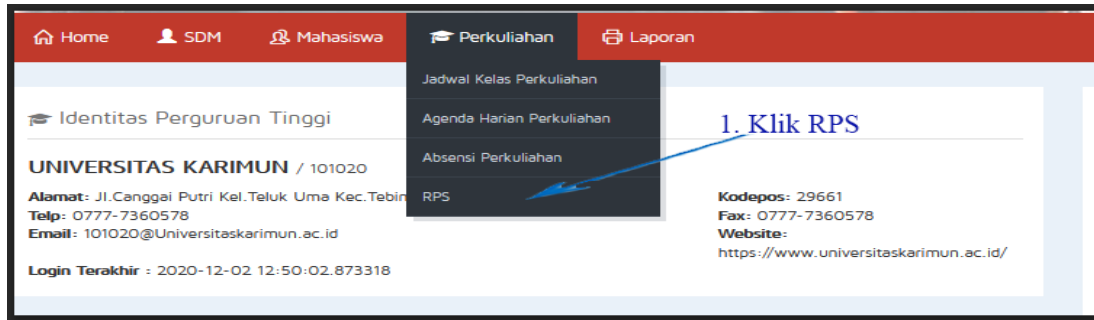 Home SDM Mahasiswa Perkuliahan Laporan
Jadwal Kelas Perkuliahan
Agenda Harian Perkuliahan
Absensi Perkuliahan
RPS
1. Klik RPS
Identitas Perguruan Tinggi
UNIVERSITAS KARIMUN / 101020
Alamat: Jl.Canggai Putri Kel.Teluk Uma Kec.Tebin
Telp: 0777-7360578
Email: 101020@Universitaskarimun.ac.id
Login Terakhir : 2020-12-02 12:50:02.873318
Kodepos: 29661
Fax: 0777-7360578
Website:
https://www.universitaskarimun.ac.id/